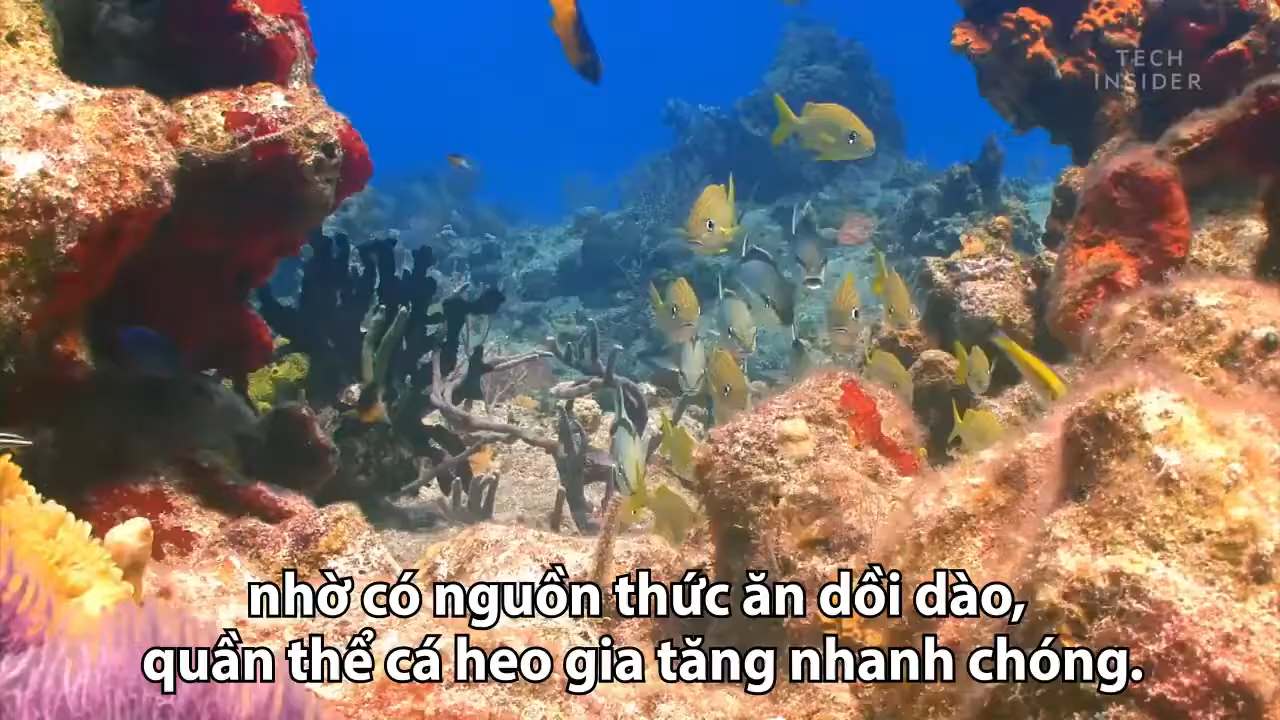 TECH
INSIDER
nhờ có nguồn thức ăn dồi dào,
quần thể cá heo gia tăng nhanh chóng.